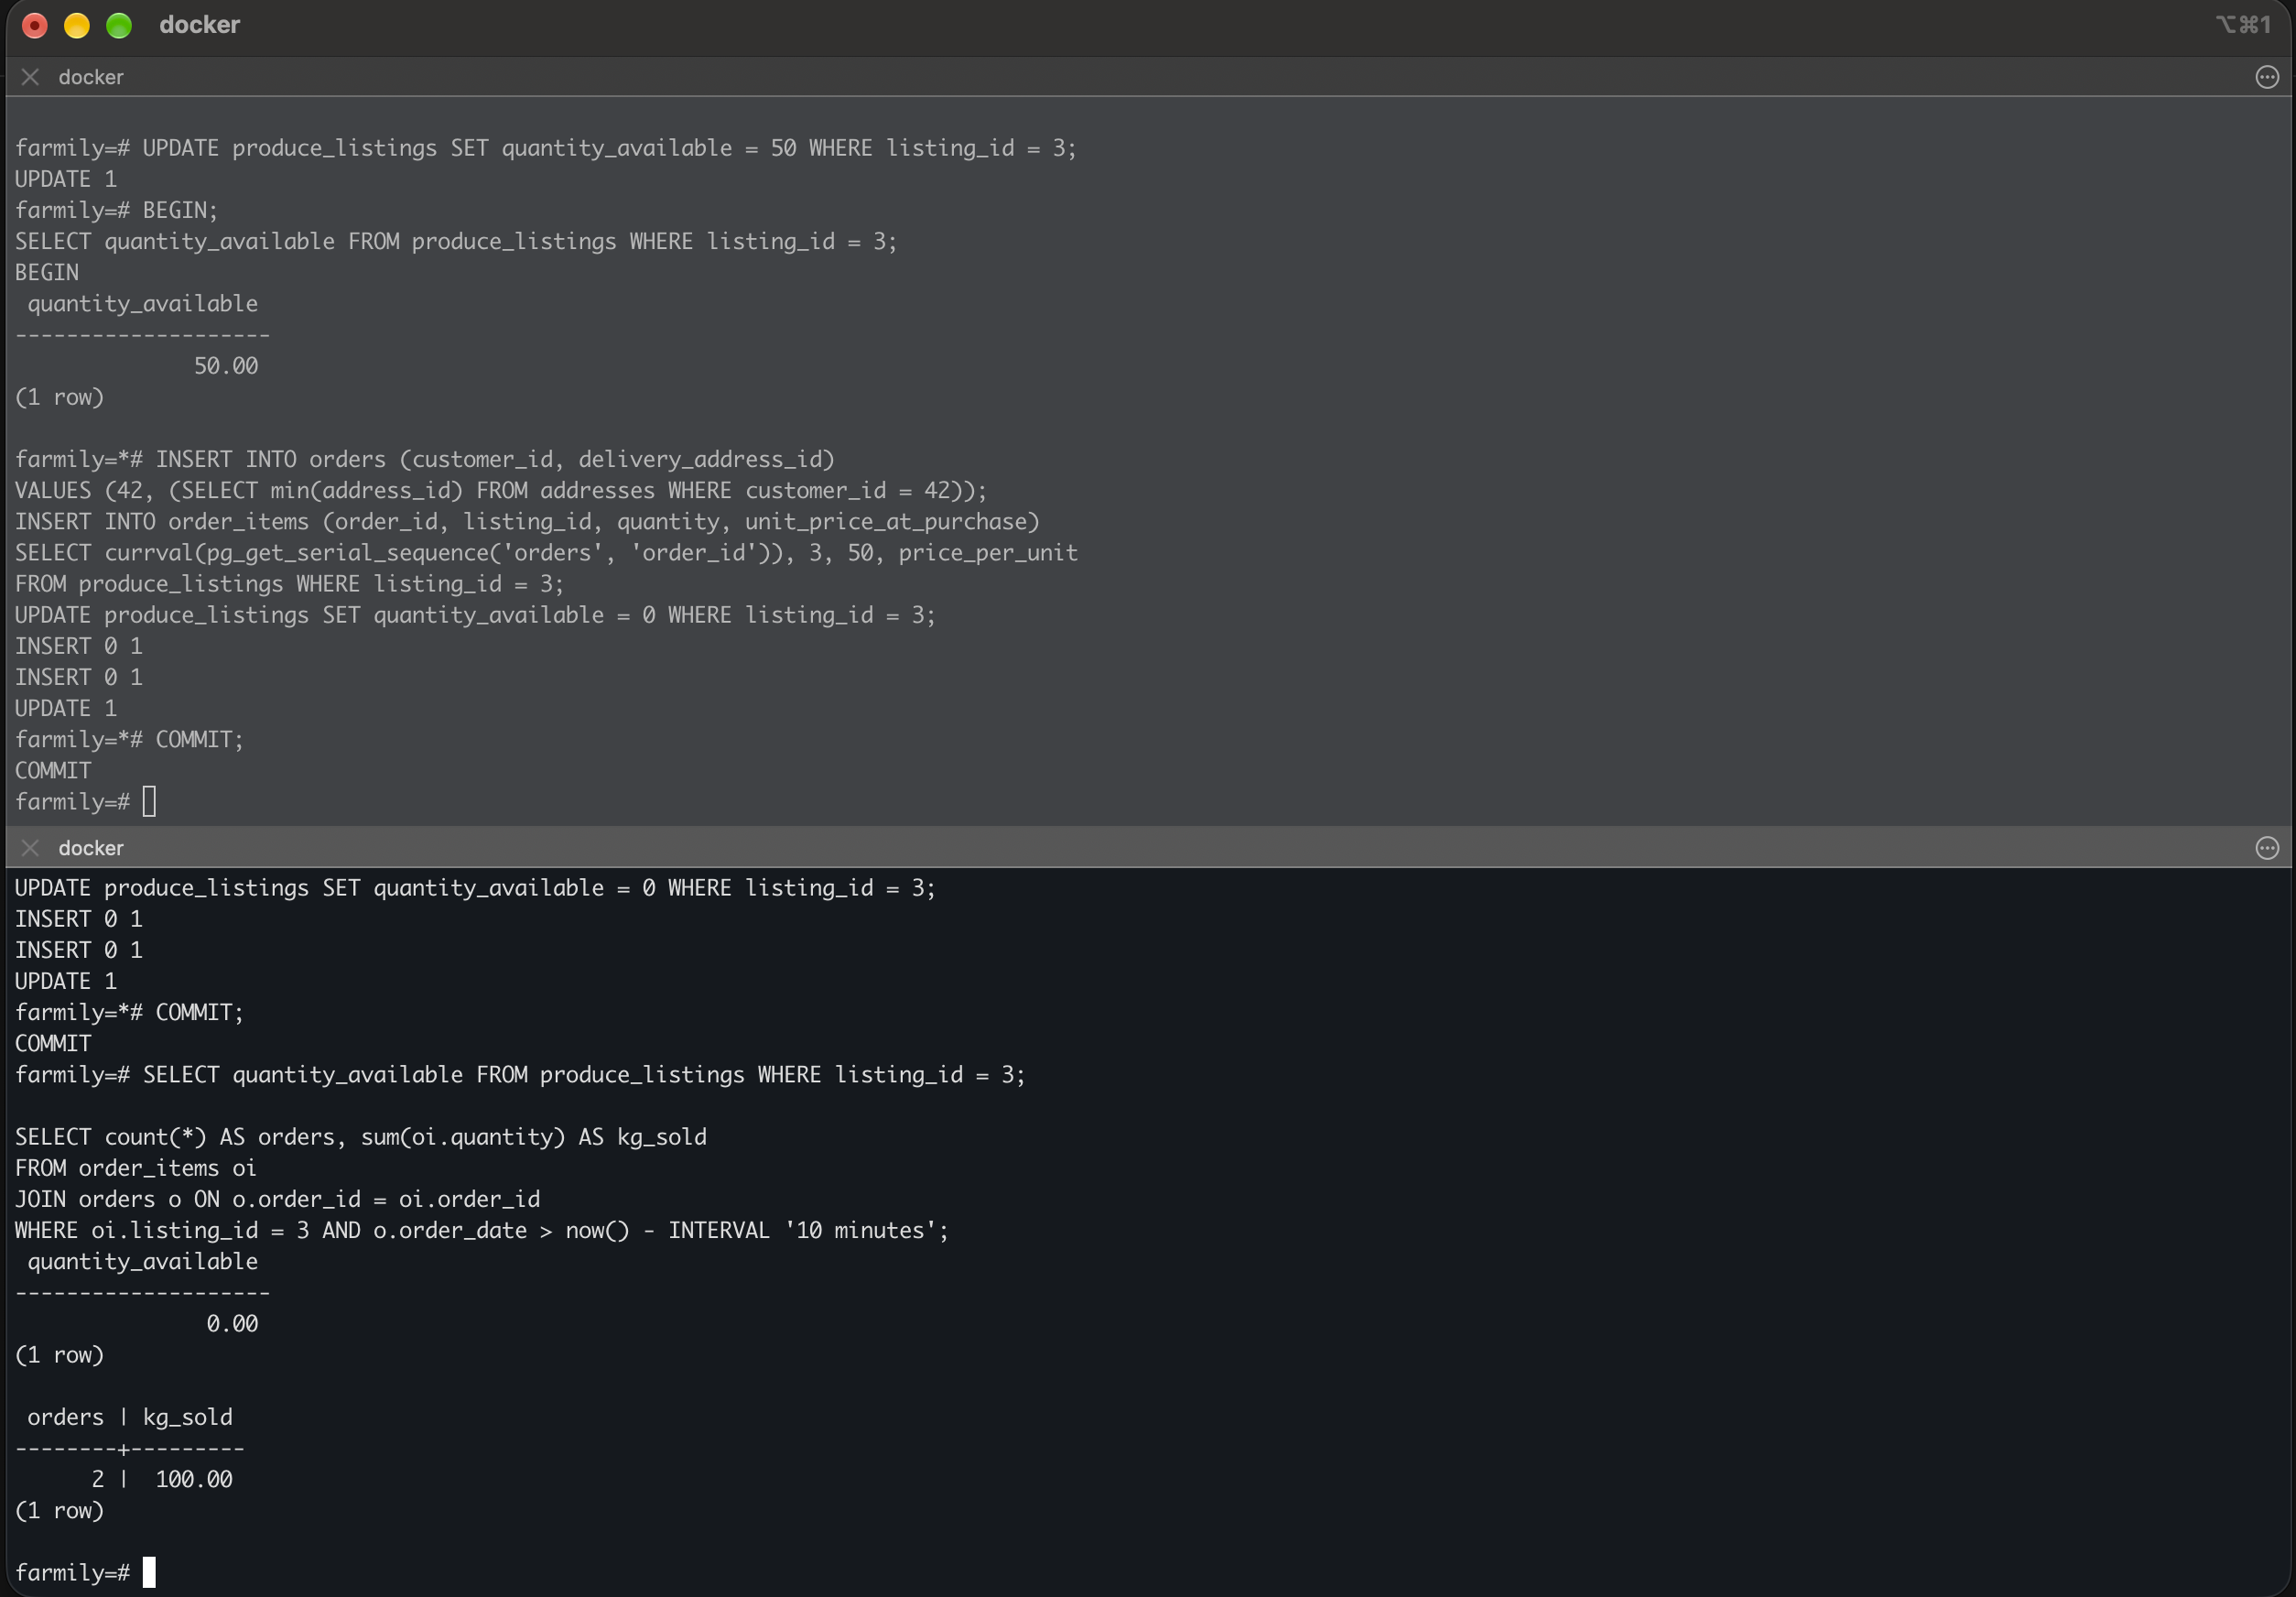 docker
⌥⌘1
docker
farmily=# UPDATE produce_listings SET quantity_available = 50 WHERE listing_id = 3;
UPDATE 1
farmily=# BEGIN;
SELECT quantity_available FROM produce_listings WHERE listing_id = 3;
BEGIN
 quantity_available
--------------------
              50.00
(1 row)
farmily=*# INSERT INTO orders (customer_id, delivery_address_id)
VALUES (42, (SELECT min(address_id) FROM addresses WHERE customer_id = 42));
INSERT INTO order_items (order_id, listing_id, quantity, unit_price_at_purchase)
SELECT currval(pg_get_serial_sequence('orders', 'order_id')), 3, 50, price_per_unit
FROM produce_listings WHERE listing_id = 3;
UPDATE produce_listings SET quantity_available = 0 WHERE listing_id = 3;
INSERT 0 1
INSERT 0 1
UPDATE 1
farmily=*# COMMIT;
COMMIT
farmily=#
docker
UPDATE produce_listings SET quantity_available = 0 WHERE listing_id = 3;
INSERT 0 1
INSERT 0 1
UPDATE 1
farmily=*# COMMIT;
COMMIT
farmily=# SELECT quantity_available FROM produce_listings WHERE listing_id = 3;
SELECT count(*) AS orders, sum(oi.quantity) AS kg_sold
FROM order_items oi
JOIN orders o ON o.order_id = oi.order_id
WHERE oi.listing_id = 3 AND o.order_date > now() - INTERVAL '10 minutes';
 quantity_available
--------------------
               0.00
(1 row)
 orders | kg_sold
--------+---------
      2 |  100.00
(1 row)
farmily=#